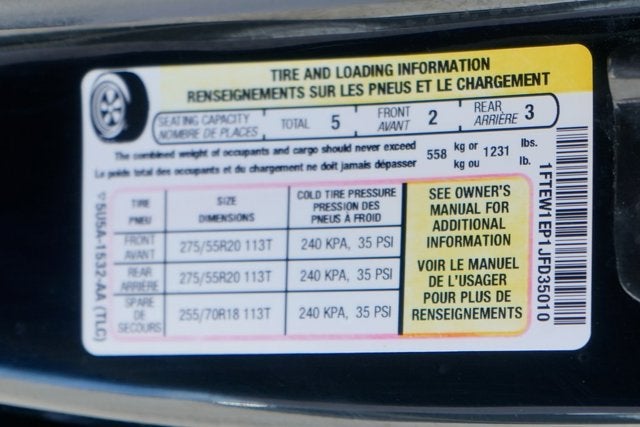 TIRE AND LOADING INFORMATION
RENSEIGNEMENTS SUR LES PNEUS ET LE CHARGEMENT
SEATING CAPACITY TOTAL 5 FRONT 2 REAR 3
NOMBRE DE PLACES AVANT ARRIÈRE
The combined weight of occupants and cargo should never exceed 558 kg or 1231 lbs.
Le poids total des occupants et du chargement ne doit jamais dépasser kg ou lb.
TIRE SIZE COLD TIRE PRESSURE
PNEU DIMENSIONS PRESSION DES
PNEUS A FROID
FRONT 275/55R20 113T 240 KPA, 35 PSI
AVANT
REAR 275/55R20 113T 240 KPA, 35 PSI
ARRIÈRE
SPARE 255/70R18 113T 240 KPA, 35 PSI
DE
SECOURS
SEE OWNER'S
MANUAL FOR
ADDITIONAL
INFORMATION
VOIR LE MANUEL
DE L'USAGER
POUR PLUS DE
RENSEIGNEMENTS
5U5A-1532-AA (TLC)
1FTEW1EP1JFD35010